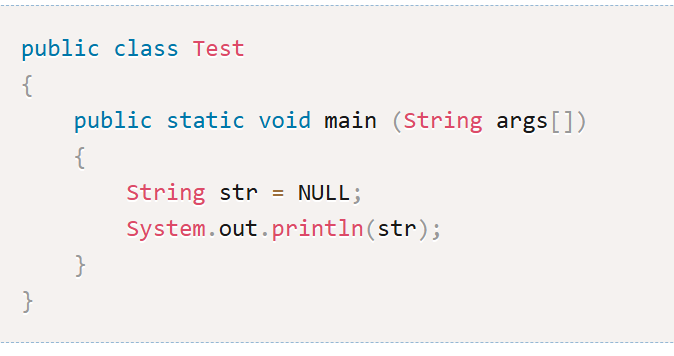 public class Test
{
    public static void main (String args[])
    {
        String str = NULL;
        System.out.println(str);
    }
}